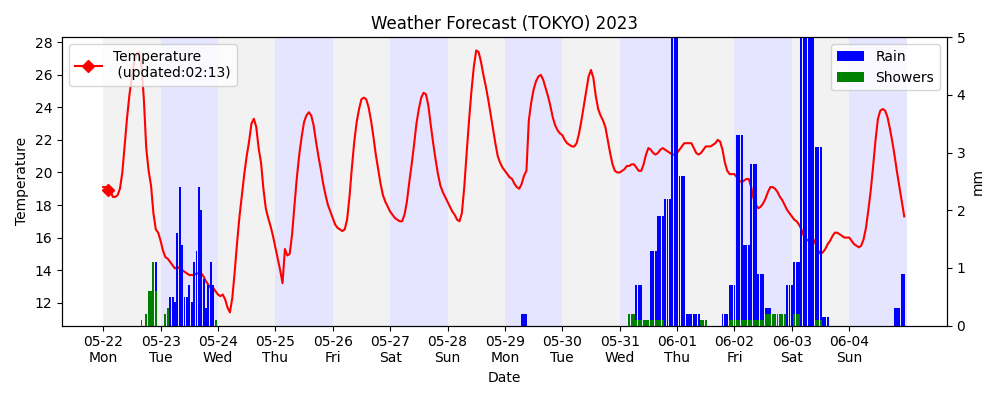 Weather Forecast (TOKYO) 2023
Temperature
(updated:02:13)
Rain
Showers
28
26
24
22
20
18
16
14
12
Temperature
5
4
3
2
1
0
mm
05-22 05-23 05-24 05-25 05-26 05-27 05-28 05-29 05-30 05-31 06-01 06-02 06-03 06-04
Mon Tue Wed Thu Fri Sat Sun Mon Tue Wed Thu Fri Sat Sun
Date